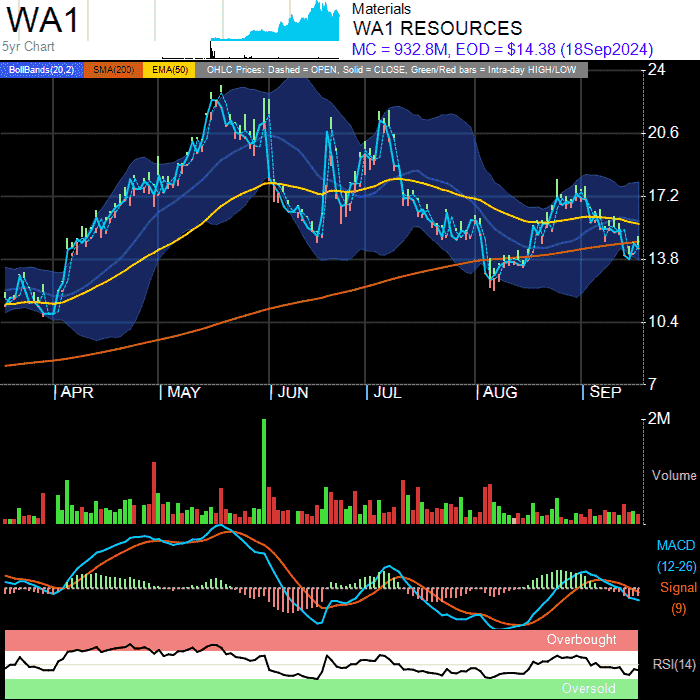 WA1
5yr Chart
Materials
WA1 RESOURCES
MC = 932.8M, EOD = $14.38 (18Sep2024)
BollBands(20,2) SMA(200) EMA(50) OHLC Prices: Dashed = OPEN, Solid = CLOSE, Green/Red bars = Intra-day HIGH/LOW
24
20.6
17.2
13.8
10.4
7
APR MAY JUN JUL AUG SEP
2M
Volume
MACD
(12-26)
Signal
(9)
Overbought
RSI(14)
Oversold